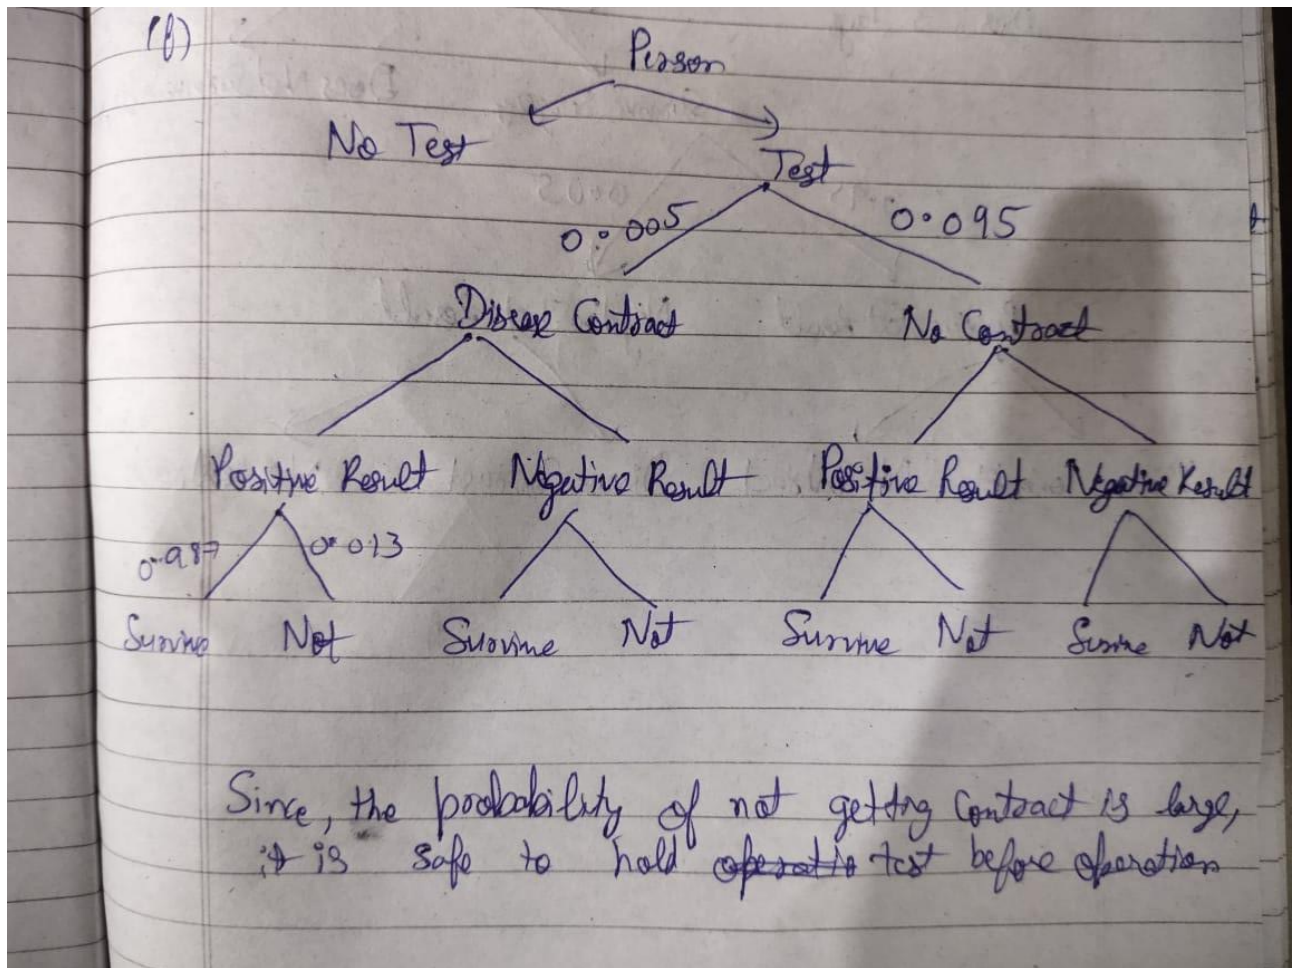 (f)
Person
No Test
Test
0.005
0.095
Disease Contract
No Contract
Positive Result
Negative Result
Positive Result
Negative Result
0.987
0.013
Survive
Not
Survive
Not
Survive
Not
Survive
Not
Since, the probability of not getting contract is large,
it is safe to hold test before operation